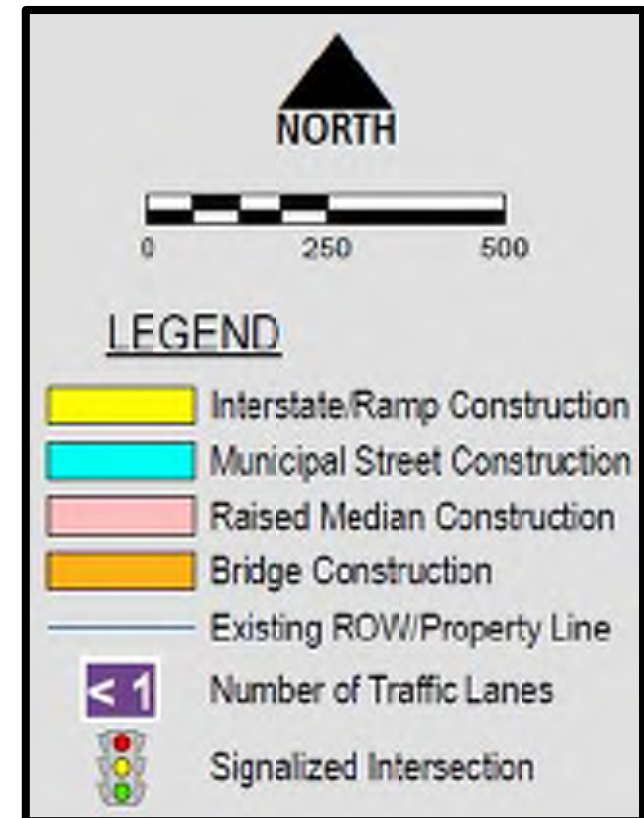 NORTH
0 250 500
LEGEND
Interstate/Ramp Construction
Municipal Street Construction
Raised Median Construction
Bridge Construction
Existing ROW/Property Line
< 1 Number of Traffic Lanes
Signalized Intersection